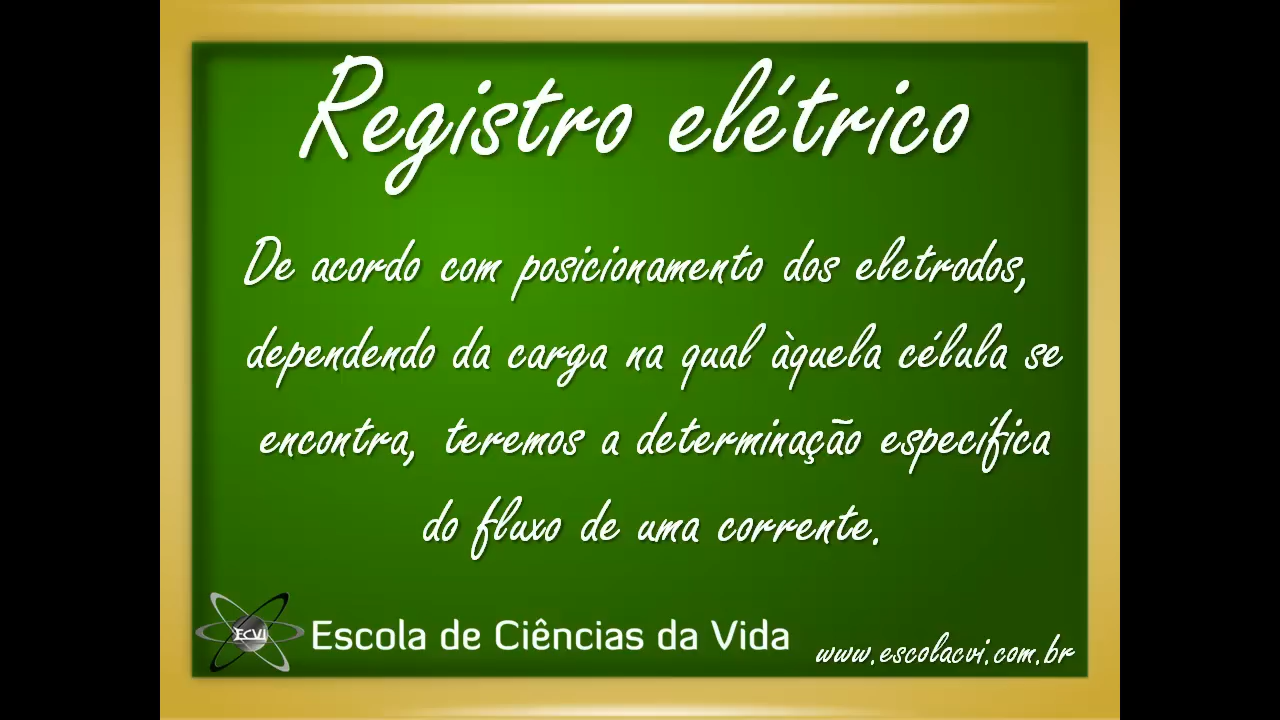 Registro elétrico
De acordo com posicionamento dos eletrodos,
dependendo da carga na qual àquela célula se
encontra, teremos a determinação específica
do fluxo de uma corrente.
ECVI
Escola de Ciências da Vida
www.escolacvi.com.br